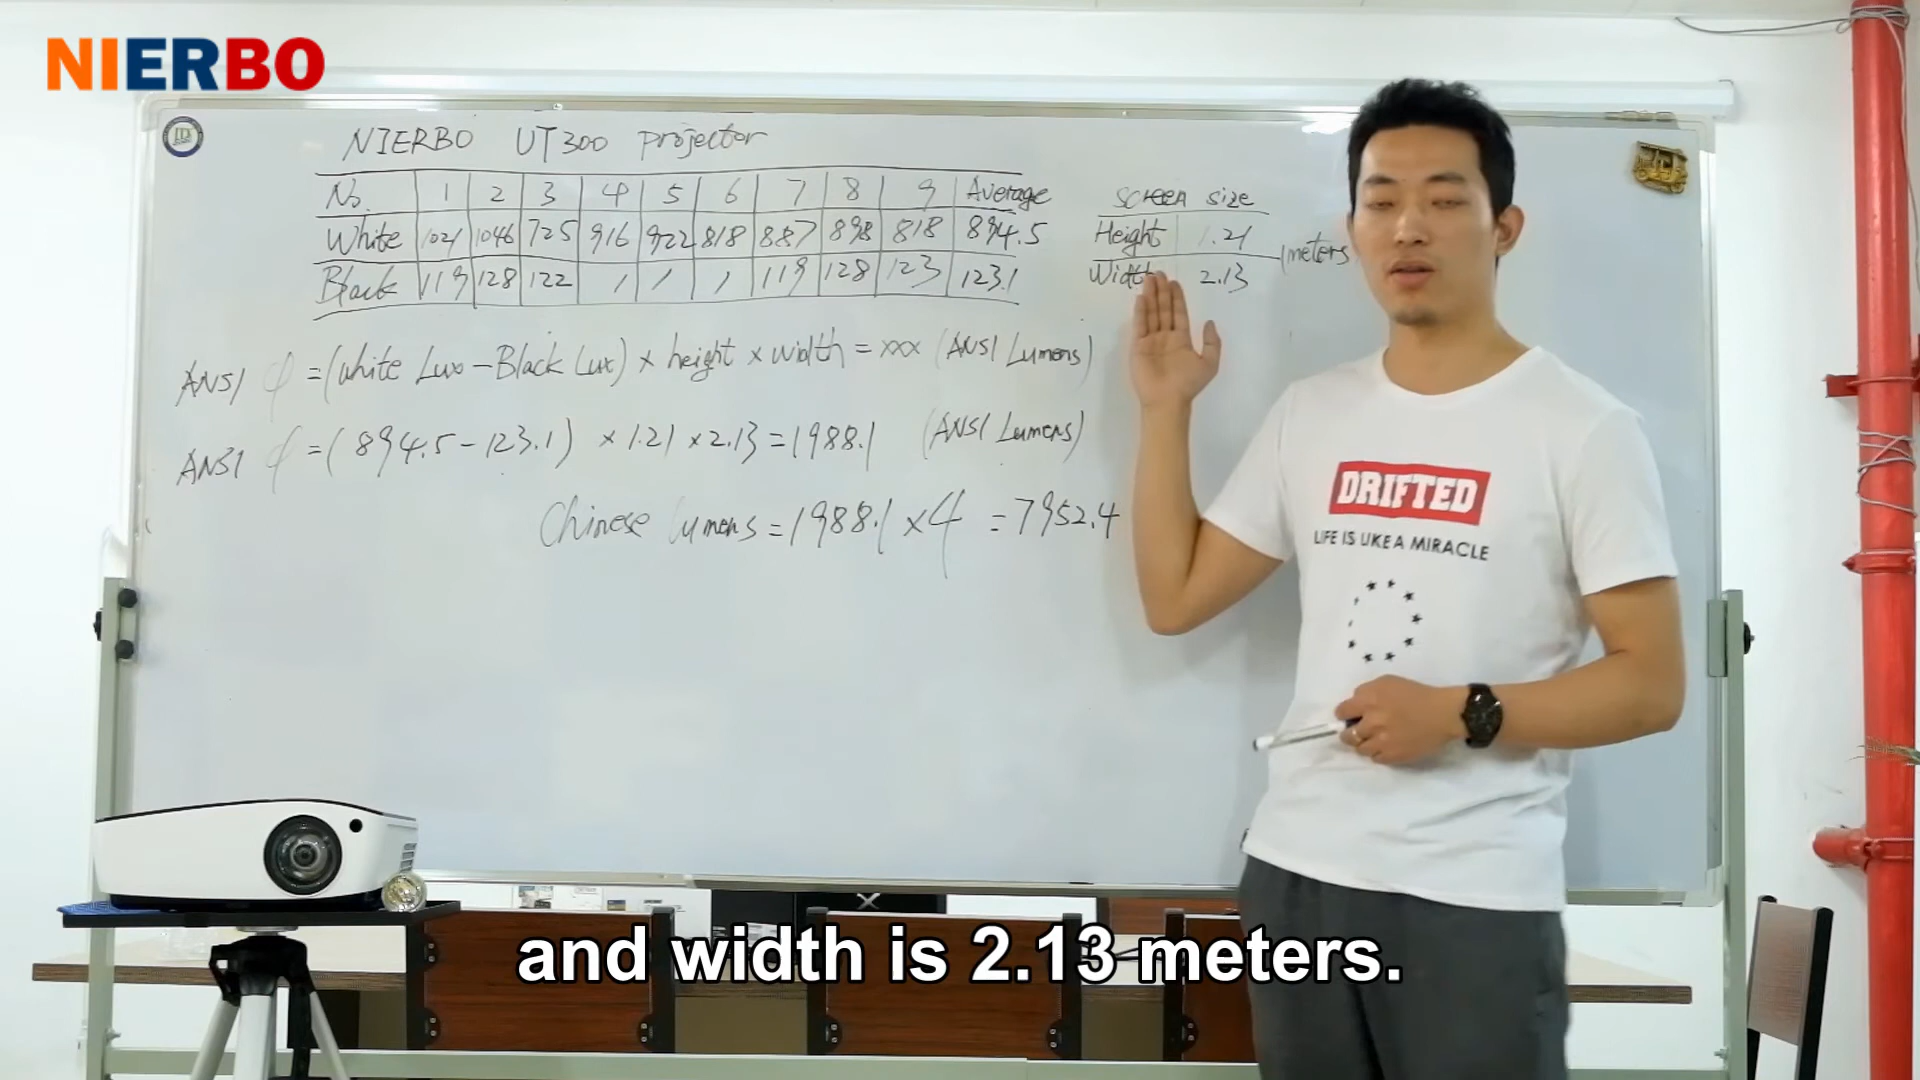 NIERBO
NIERBO UT300 projector
No. 1 2 3 4 5 6 7 8 9 Average
White 1021 1046 725 916 922 818 887 898 818 894.5
Black 119 128 122 / / / 119 128 123 123.1
screen size
Height 1.21
Width 2.13
meters
ANSI φ = (white Lux - Black Lux) × height × width = xxx (ANSI Lumens)
ANSI φ = (894.5 - 123.1) × 1.21 × 2.13 = 1988.1 (ANSI Lumens)
Chinese lumens = 1988.1 × 4 = 7952.4
DRIFTED
LIFE IS LIKE A MIRACLE
and width is 2.13 meters.